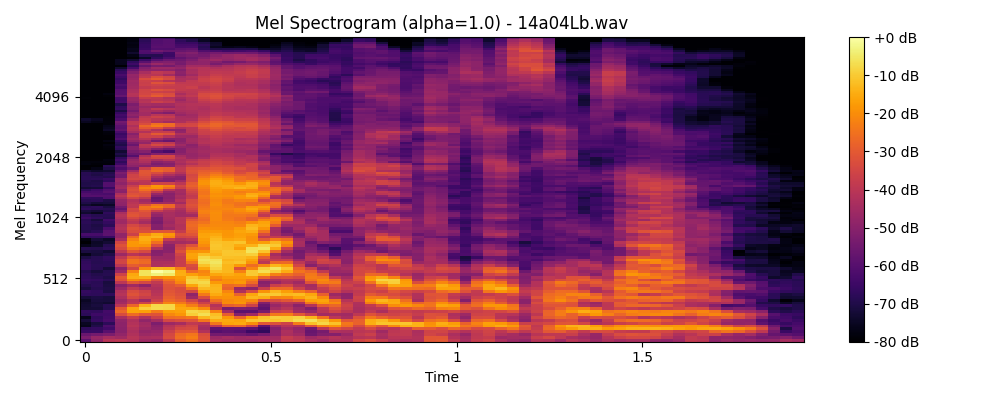 Mel Spectrogram (alpha=1.0) - 14a04Lb.wav
Mel Frequency
4096
2048
1024
512
0
0
0.5
1
1.5
Time
+0 dB
-10 dB
-20 dB
-30 dB
-40 dB
-50 dB
-60 dB
-70 dB
-80 dB